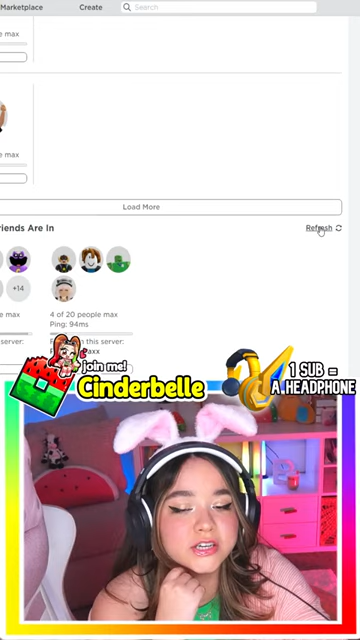 Marketplace
Create
Search
e max
e max
Load More
riends Are In
Refresh
+14
e max
4 of 20 people max
Ping: 94ms
server:
this server:
axx
join me!
Cinderbelle
1 SUB =
A HEADPHONE